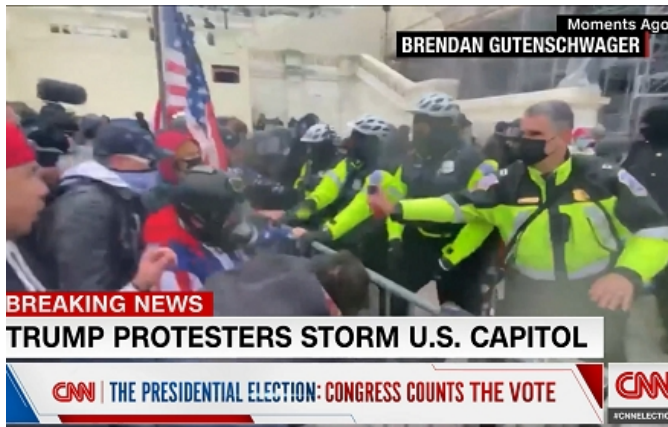 Moments Ago
BRENDAN GUTENSCHWAGER
BREAKING NEWS
TRUMP PROTESTERS STORM U.S. CAPITOL
CNN THE PRESIDENTIAL ELECTION: CONGRESS COUNTS THE VOTE
CNN
#CNNELECTIO